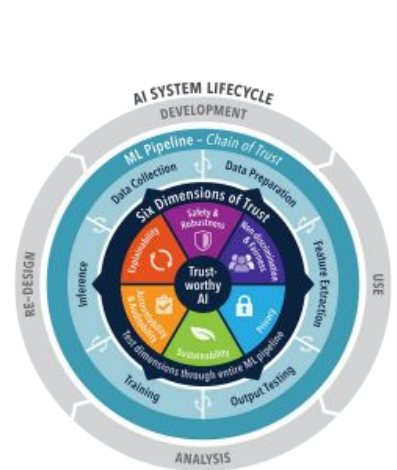 AI SYSTEM LIFECYCLE
DEVELOPMENT
USE
ANALYSIS
RE-DESIGN
ML Pipeline – Chain of Trust
Data Collection
Data Preparation
Feature Extraction
Output Testing
Training
Inference
Six Dimensions of Trust
Safety &
Robustness
Non-discrimination
& Fairness
Privacy
Sustainability
Accountability
& Auditability
Explainability
Trust-
worthy
AI
Test dimensions through entire ML pipeline